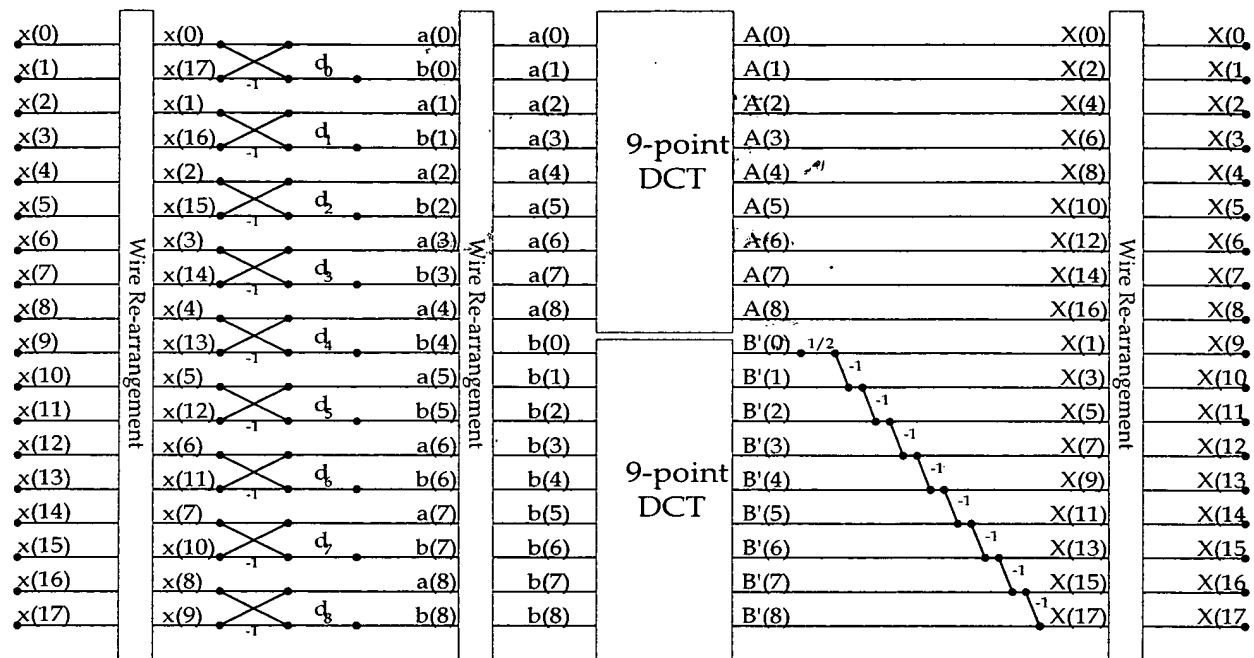 x(0) x(0) a(0) a(0) A(0) X(0) X(0
x(1) x(17) -1 d0 b(0) a(1) A(1) X(2) X(1
x(2) x(1) a(1) a(2) A(2) X(4) X(2
x(3) x(16) -1 d1 b(1) a(3) A(3) X(6) X(3
x(4) x(2) a(2) a(4) A(4) X(8) X(4
x(5) x(15) -1 d2 b(2) a(5) A(5) X(10) X(5
x(6) x(3) a(3) a(6) A(6) X(12) X(6
x(7) x(14) -1 d3 b(3) a(7) A(7) X(14) X(7
x(8) x(4) a(4) a(8) A(8) X(16) X(8
x(9) x(13) -1 d4 b(4) b(0) B'(0) 1/2 X(1) X(9
x(10) x(5) a(5) b(1) B'(1) -1 X(3) X(10
x(11) x(12) -1 d5 b(5) b(2) B'(2) -1 X(5) X(11
x(12) x(6) a(6) b(3) B'(3) -1 X(7) X(12
x(13) x(11) -1 d6 b(6) b(4) B'(4) -1 X(9) X(13
x(14) x(7) a(7) b(5) B'(5) -1 X(11) X(14
x(15) x(10) -1 d7 b(7) b(6) B'(6) -1 X(13) X(15
x(16) x(8) a(8) b(7) B'(7) -1 X(15) X(16
x(17) x(9) -1 d8 b(8) b(8) B'(8) -1 X(17) X(17
Wire Re-arrangement
Wire Re-arrangement
9-point
DCT
9-point
DCT
Wire Re-arrangement